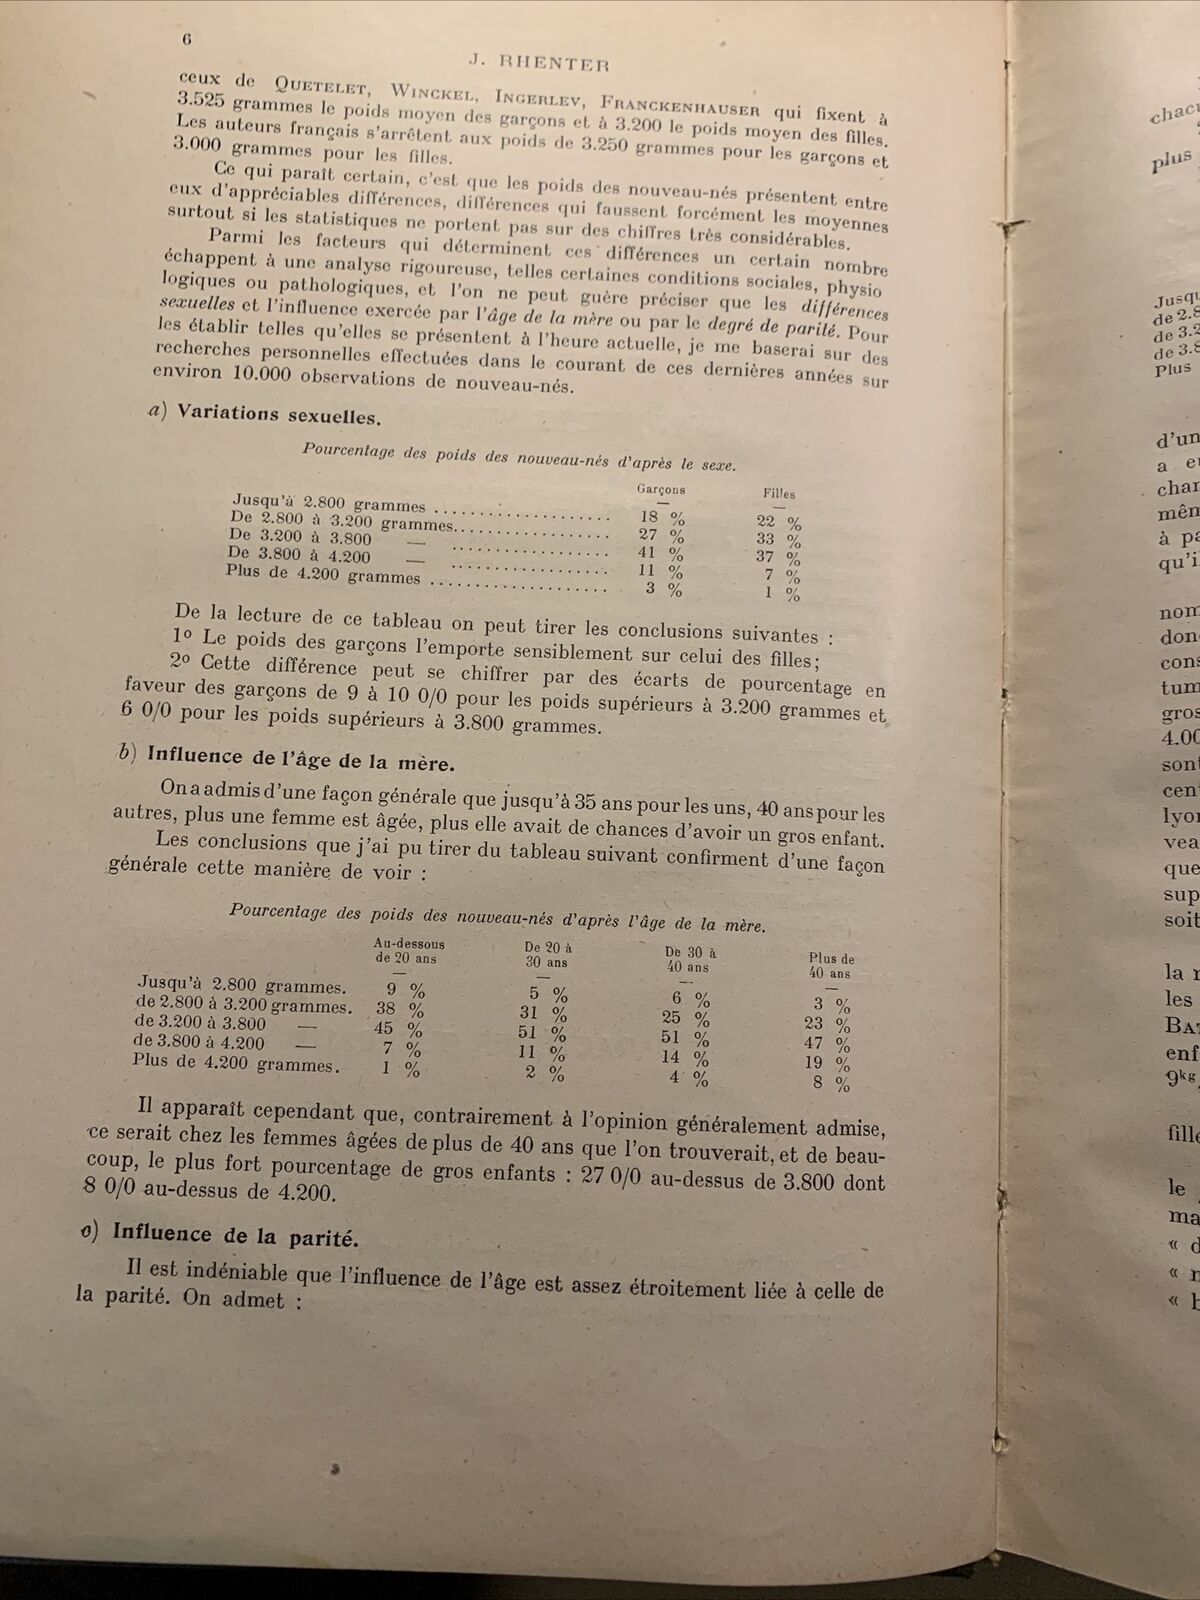 6
J. RHENTER
ceux de QUETELET, WINCKEL, INGERLEV, FRANCKENHAUSER qui fixent à
3.525 grammes le poids moyen des garçons et à 3.200 le poids moyen des filles.
Les auteurs français s'arrêtent aux poids de 3.250 grammes pour les garçons et
3.000 grammes pour les filles.
Ce qui paraît certain, c'est que les poids des nouveau-nés présentent entre
eux d'appréciables différences, différences qui faussent forcément les moyennes
surtout si les statistiques ne portent pas sur des chiffres très considérables.
Parmi les facteurs qui déterminent ces différences un certain nombre
échappent à une analyse rigoureuse, telles certaines conditions sociales, physio
logiques ou pathologiques, et l'on ne peut guère préciser que les différences
sexuelles et l'influence exercée par l'âge de la mère ou par le degré de parité. Pour
les établir telles qu'elles se présentent à l'heure actuelle, je me baserai sur des
recherches personnelles effectuées dans le courant de ces dernières années sur
environ 10.000 observations de nouveau-nés.
a) Variations sexuelles.
Pourcentage des poids des nouveau-nés d'après le sexe.
Garçons Filles
— —
Jusqu'à 2.800 grammes .................... 18 % 22 %
De 2.800 à 3.200 grammes.................. 27 % 33 %
De 3.200 à 3.800 — .................. 41 % 37 %
De 3.800 à 4.200 — .................. 11 % 7 %
Plus de 4.200 grammes .................... 3 % 1 %
De la lecture de ce tableau on peut tirer les conclusions suivantes :
1º Le poids des garçons l'emporte sensiblement sur celui des filles;
2º Cette différence peut se chiffrer par des écarts de pourcentage en
faveur des garçons de 9 à 10 0/0 pour les poids supérieurs à 3.200 grammes et
6 0/0 pour les poids supérieurs à 3.800 grammes.
b) Influence de l'âge de la mère.
On a admis d'une façon générale que jusqu'à 35 ans pour les uns, 40 ans pour les
autres, plus une femme est âgée, plus elle avait de chances d'avoir un gros enfant.
Les conclusions que j'ai pu tirer du tableau suivant confirment d'une façon
générale cette manière de voir :
Pourcentage des poids des nouveau-nés d'après l'âge de la mère.
Au-dessous De 20 à De 30 à Plus de
de 20 ans 30 ans 40 ans 40 ans
— — — —
Jusqu'à 2.800 grammes. 9 % 5 % 6 % 3 %
de 2.800 à 3.200 grammes. 38 % 31 % 25 % 23 %
de 3.200 à 3.800 — 45 % 51 % 51 % 47 %
de 3.800 à 4.200 — 7 % 11 % 14 % 19 %
Plus de 4.200 grammes. 1 % 2 % 4 % 8 %
Il apparaît cependant que, contrairement à l'opinion généralement admise,
ce serait chez les femmes âgées de plus de 40 ans que l'on trouverait, et de beau-
coup, le plus fort pourcentage de gros enfants : 27 0/0 au-dessus de 3.800 dont
8 0/0 au-dessus de 4.200.
c) Influence de la parité.
Il est indéniable que l'influence de l'âge est assez étroitement liée à celle de
la parité. On admet :
plus
Plus
d'un
a
à
qu'i
sont
que
soit
la
les
9kg
le
«
«
«